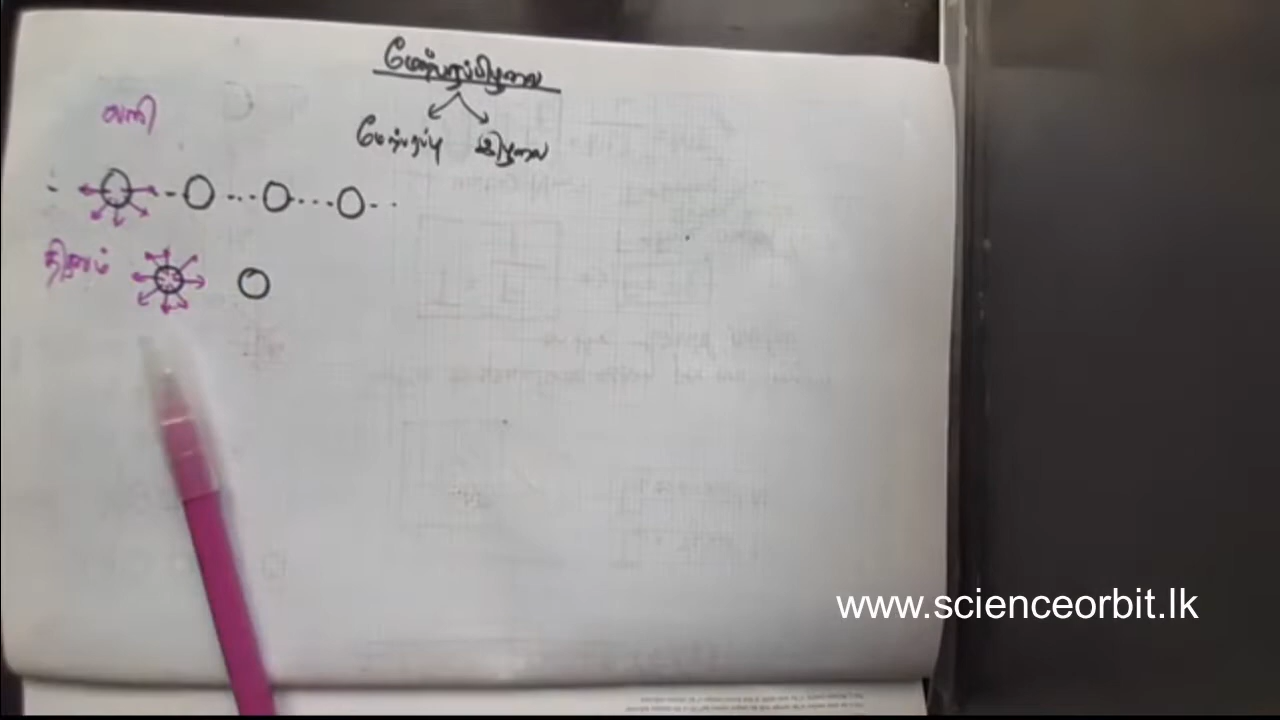 மேற்பரப்பிழுவை
வளி
மேற்பரப்பு இழுவை
திரவம்
www.scienceorbit.lk